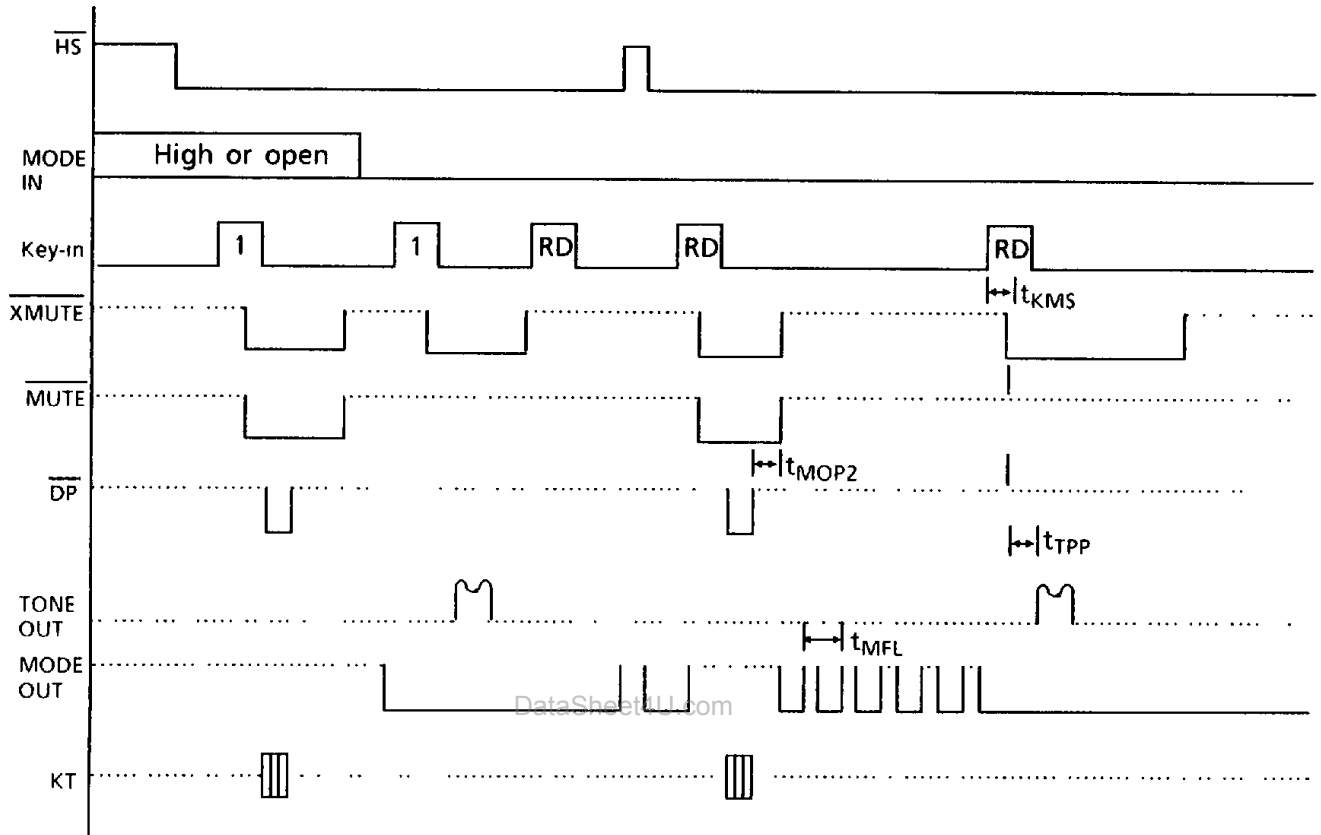 HS
High or open
MODE
IN
Key-in
1
1
RD
RD
RD
tKMS
XMUTE
MUTE
tMOP2
DP
tTPP
TONE
OUT
tMFL
MODE
OUT
DataSheet4U.com
KT